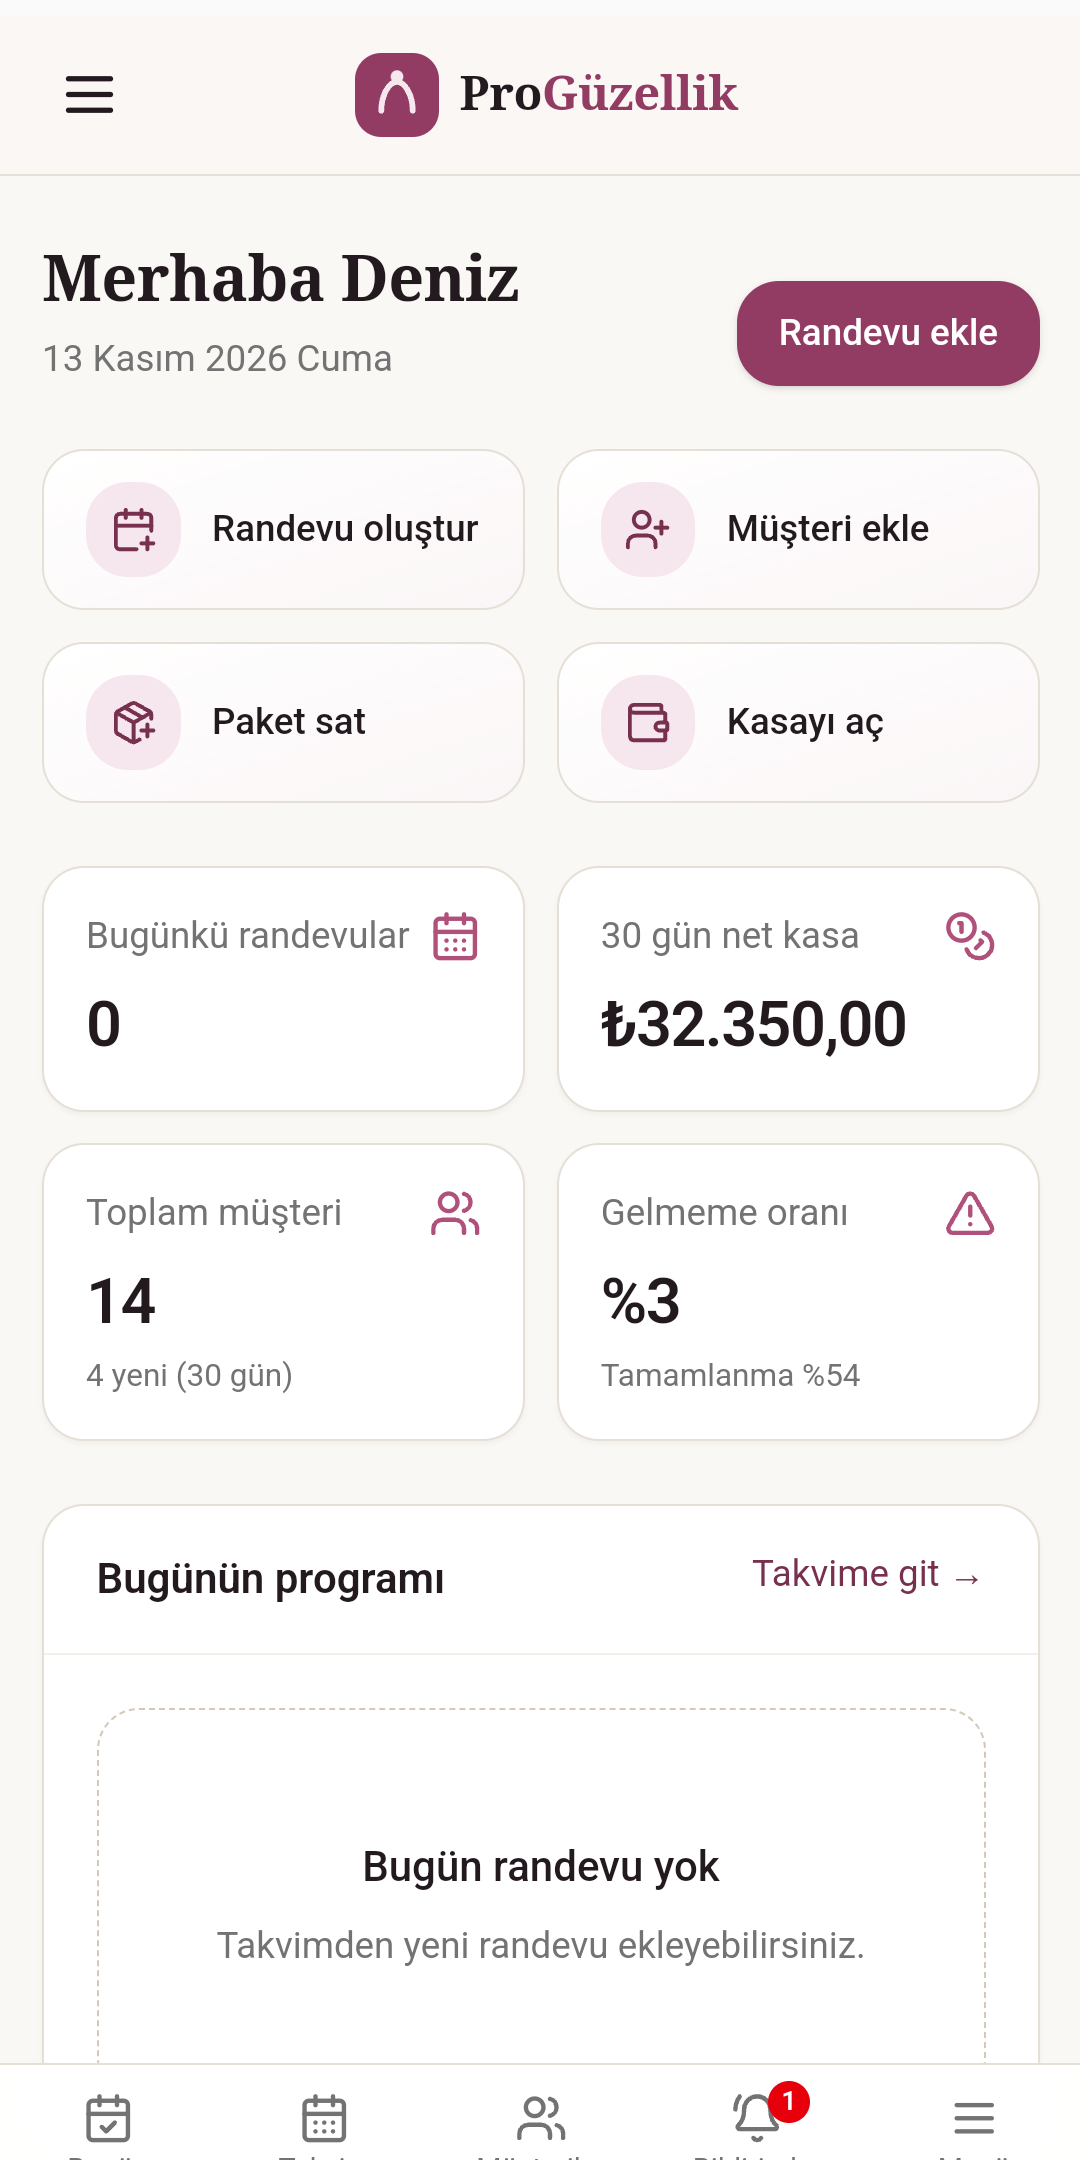 ProGüzellik
Merhaba Deniz
13 Kasım 2026 Cuma
Randevu ekle
Randevu oluştur
Müşteri ekle
Paket sat
Kasayı aç
Bugünkü randevular
0
30 gün net kasa
₺32.350,00
Toplam müşteri
14
4 yeni (30 gün)
Gelmeme oranı
%3
Tamamlanma %54
Bugünün programı
Takvime git →
Bugün randevu yok
Takvimden yeni randevu ekleyebilirsiniz.
1